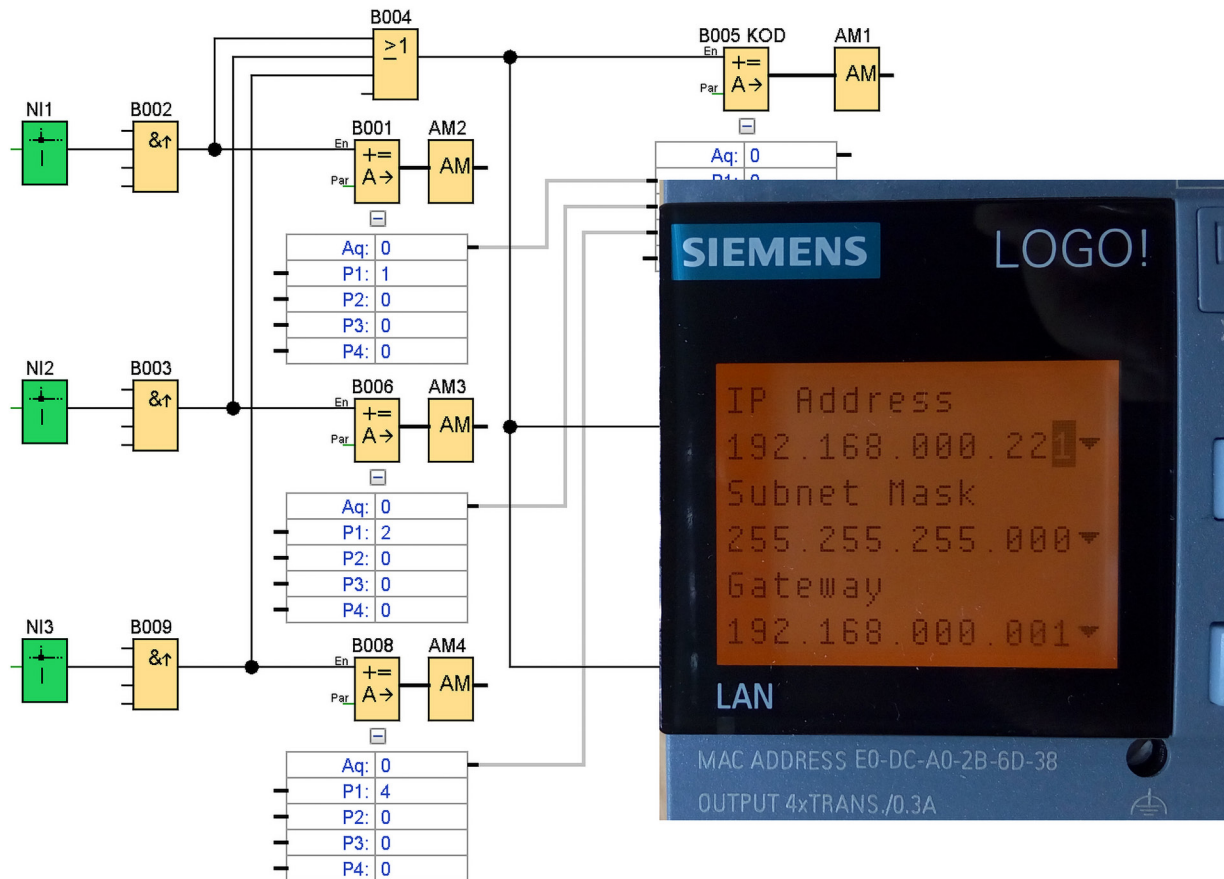 B004
>1
B005 KOD
AM1
En
+=
A→
AM
Par
Aq: 0
P1: 0
NI1
B002
&↑
B001
AM2
En
+=
A→
AM
Par
Aq: 0
P1: 1
P2: 0
P3: 0
P4: 0
NI2
B003
&↑
B006
AM3
En
+=
A→
AM
Par
Aq: 0
P1: 2
P2: 0
P3: 0
P4: 0
NI3
B009
&↑
B008
AM4
En
+=
A→
AM
Par
Aq: 0
P1: 4
P2: 0
P3: 0
P4: 0
SIEMENS
LOGO!
IP Address
192.168.000.221
Subnet Mask
255.255.255.000
Gateway
192.168.000.001
LAN
MAC ADDRESS E0-DC-A0-2B-6D-38
OUTPUT 4xTRANS./0.3A